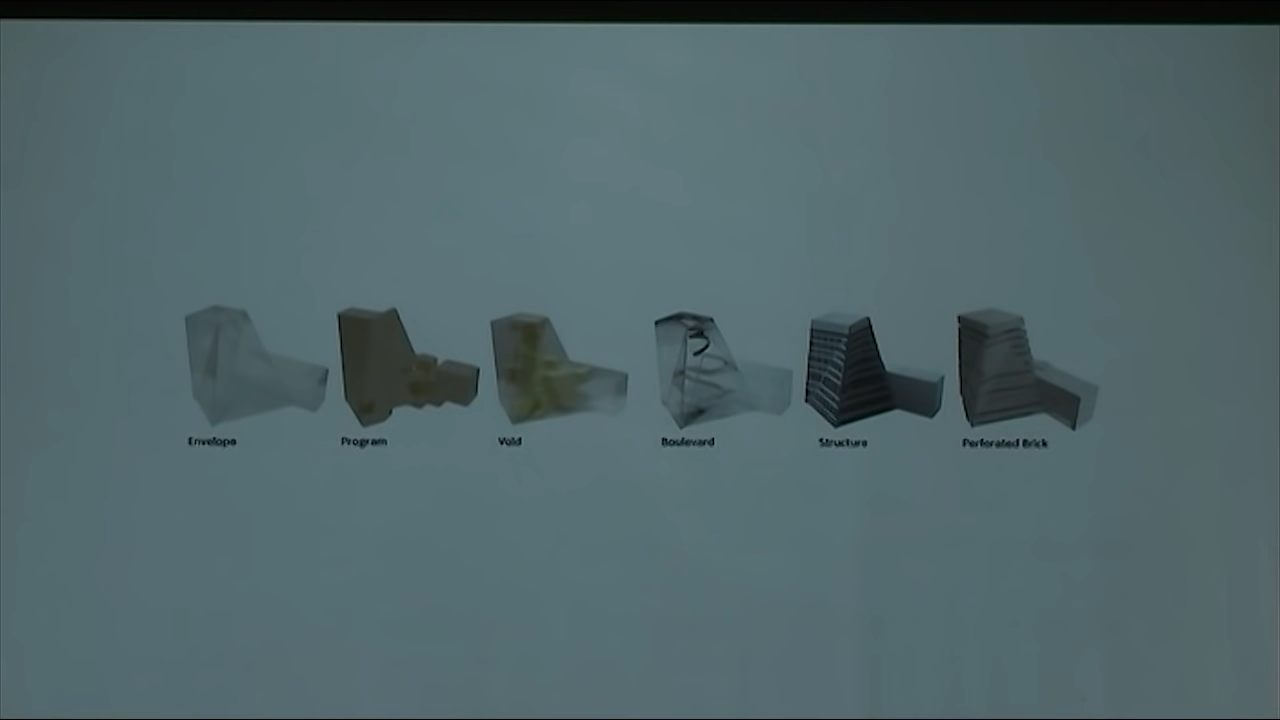 Envelope
Program
Void
Boulevard
Structure
Perforated Brick